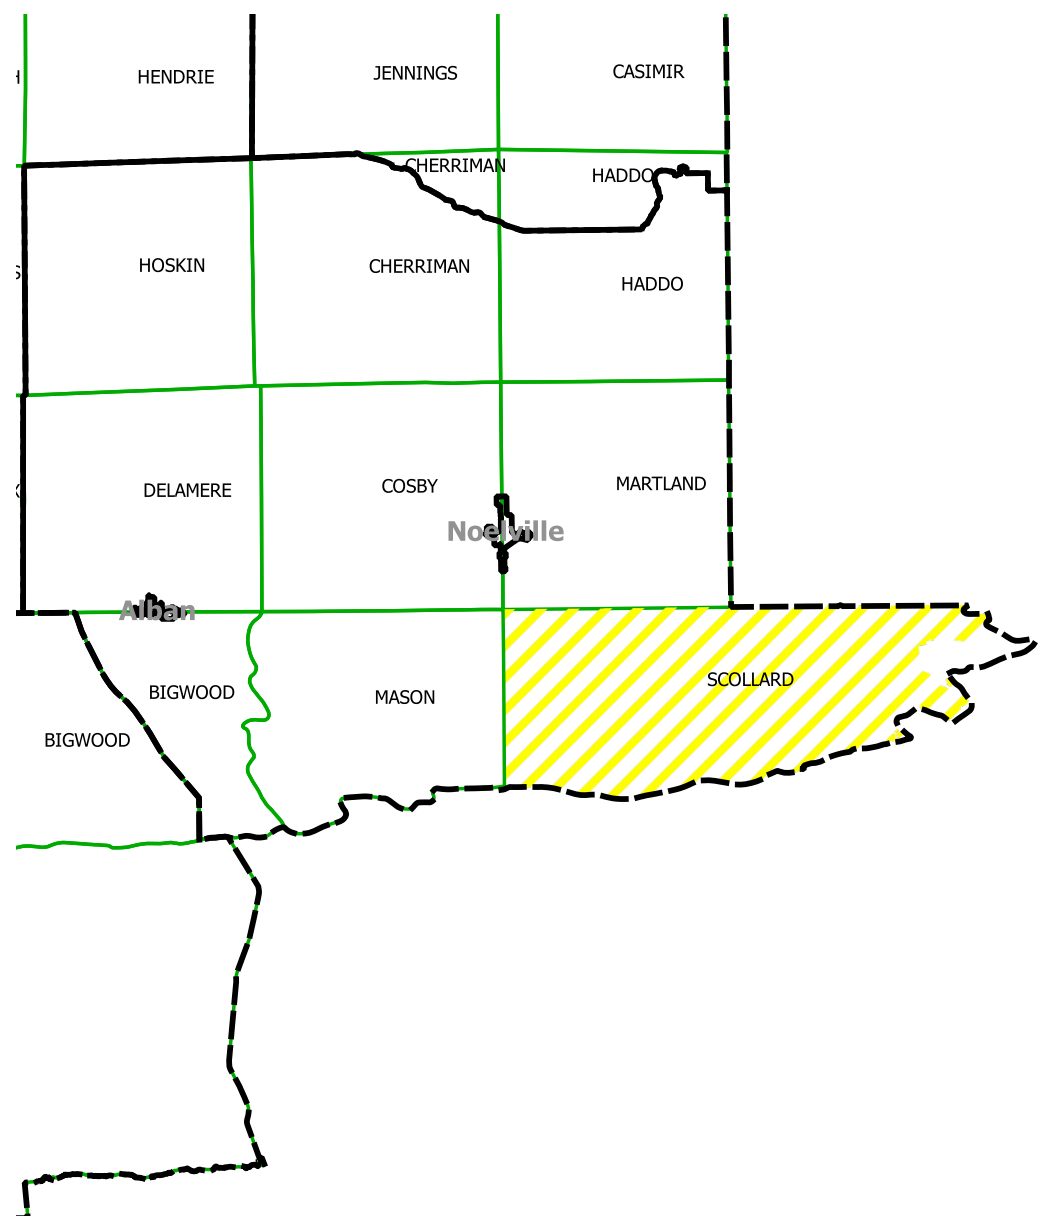 HENDRIE
JENNINGS
CASIMIR
CHERRIMAN
HADDO
HOSKIN
CHERRIMAN
HADDO
DELAMERE
COSBY
MARTLAND
Noelville
Alban
BIGWOOD
MASON
SCOLLARD
BIGWOOD